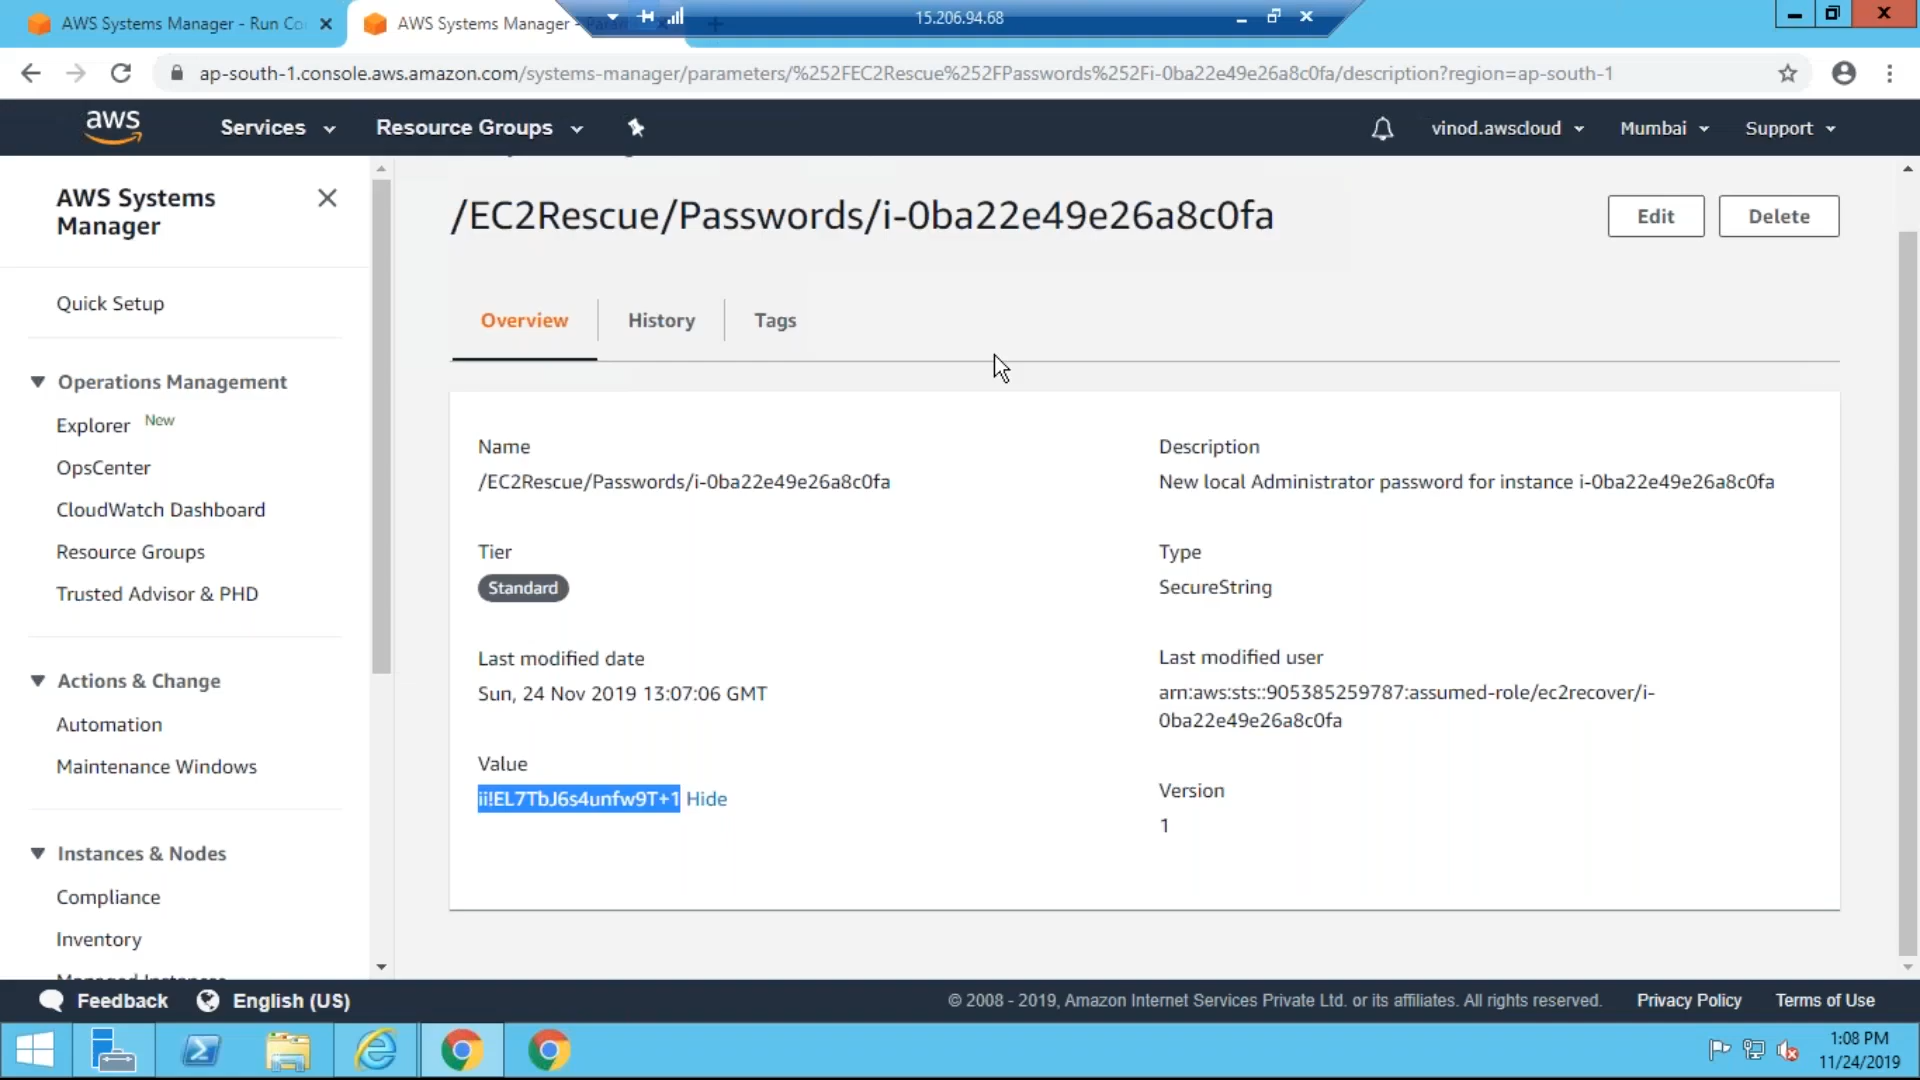 AWS Systems Manager - Run Co
AWS Systems Manager -
15.206.94.68
ap-south-1.console.aws.amazon.com/systems-manager/parameters/%252FEC2Rescue%252FPasswords%252Fi-0ba22e49e26a8c0fa/description?region=ap-south-1
aws
Services
Resource Groups
vinod.awscloud
Mumbai
Support
AWS Systems
Manager
Quick Setup
Operations Management
Explorer New
OpsCenter
CloudWatch Dashboard
Resource Groups
Trusted Advisor & PHD
Actions & Change
Automation
Maintenance Windows
Instances & Nodes
Compliance
Inventory
Managed Instances
/EC2Rescue/Passwords/i-0ba22e49e26a8c0fa
Edit
Delete
Overview
History
Tags
Name
/EC2Rescue/Passwords/i-0ba22e49e26a8c0fa
Description
New local Administrator password for instance i-0ba22e49e26a8c0fa
Tier
Standard
Type
SecureString
Last modified date
Sun, 24 Nov 2019 13:07:06 GMT
Last modified user
arn:aws:sts::905385259787:assumed-role/ec2recover/i-
0ba22e49e26a8c0fa
Value
ii!EL7TbJ6s4unfw9T+1 Hide
Version
1
Feedback
English (US)
© 2008 - 2019, Amazon Internet Services Private Ltd. or its affiliates. All rights reserved.
Privacy Policy
Terms of Use
1:08 PM
11/24/2019